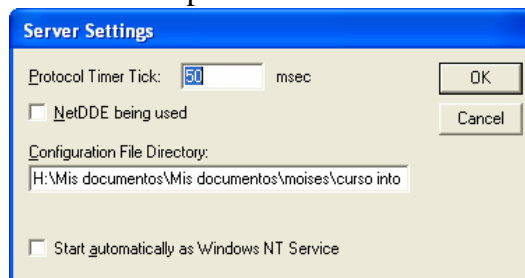 Server Settings
Protocol Timer Tick: 50 msec
OK
NetDDE being used
Cancel
Configuration File Directory:
H:\Mis documentos\Mis documentos\moises\curso into
Start automatically as Windows NT Service